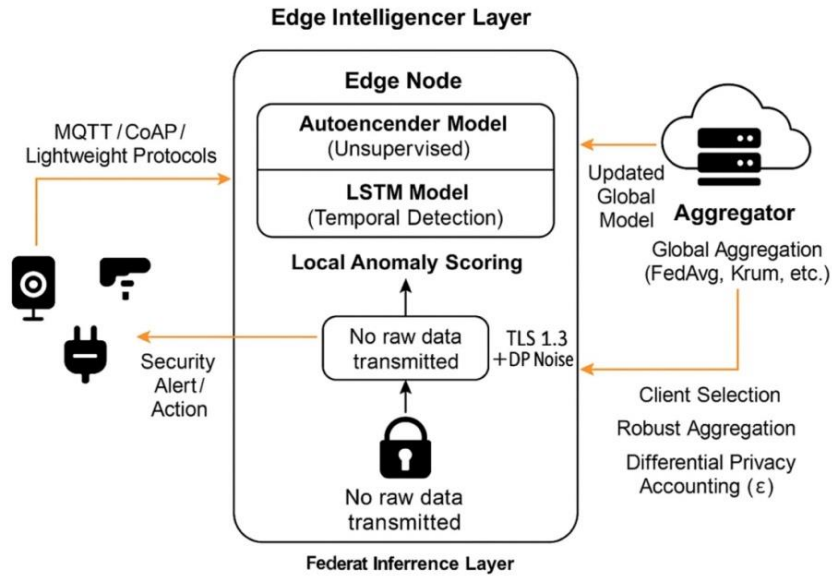 Edge Intelligencer Layer
Edge Node
Autoencender Model
(Unsupervised)
LSTM Model
(Temporal Detection)
Local Anomaly Scoring
No raw data
transmitted
TLS 1.3
+DP Noise
No raw data
transmitted
Federat Inferrence Layer
MQTT / CoAP /
Lightweight Protocols
Security
Alert/
Action
Updated
Global
Model
Aggregator
Global Aggregation
(FedAvg, Krum, etc.)
Client Selection
Robust Aggregation
Differential Privacy
Accounting (ε)